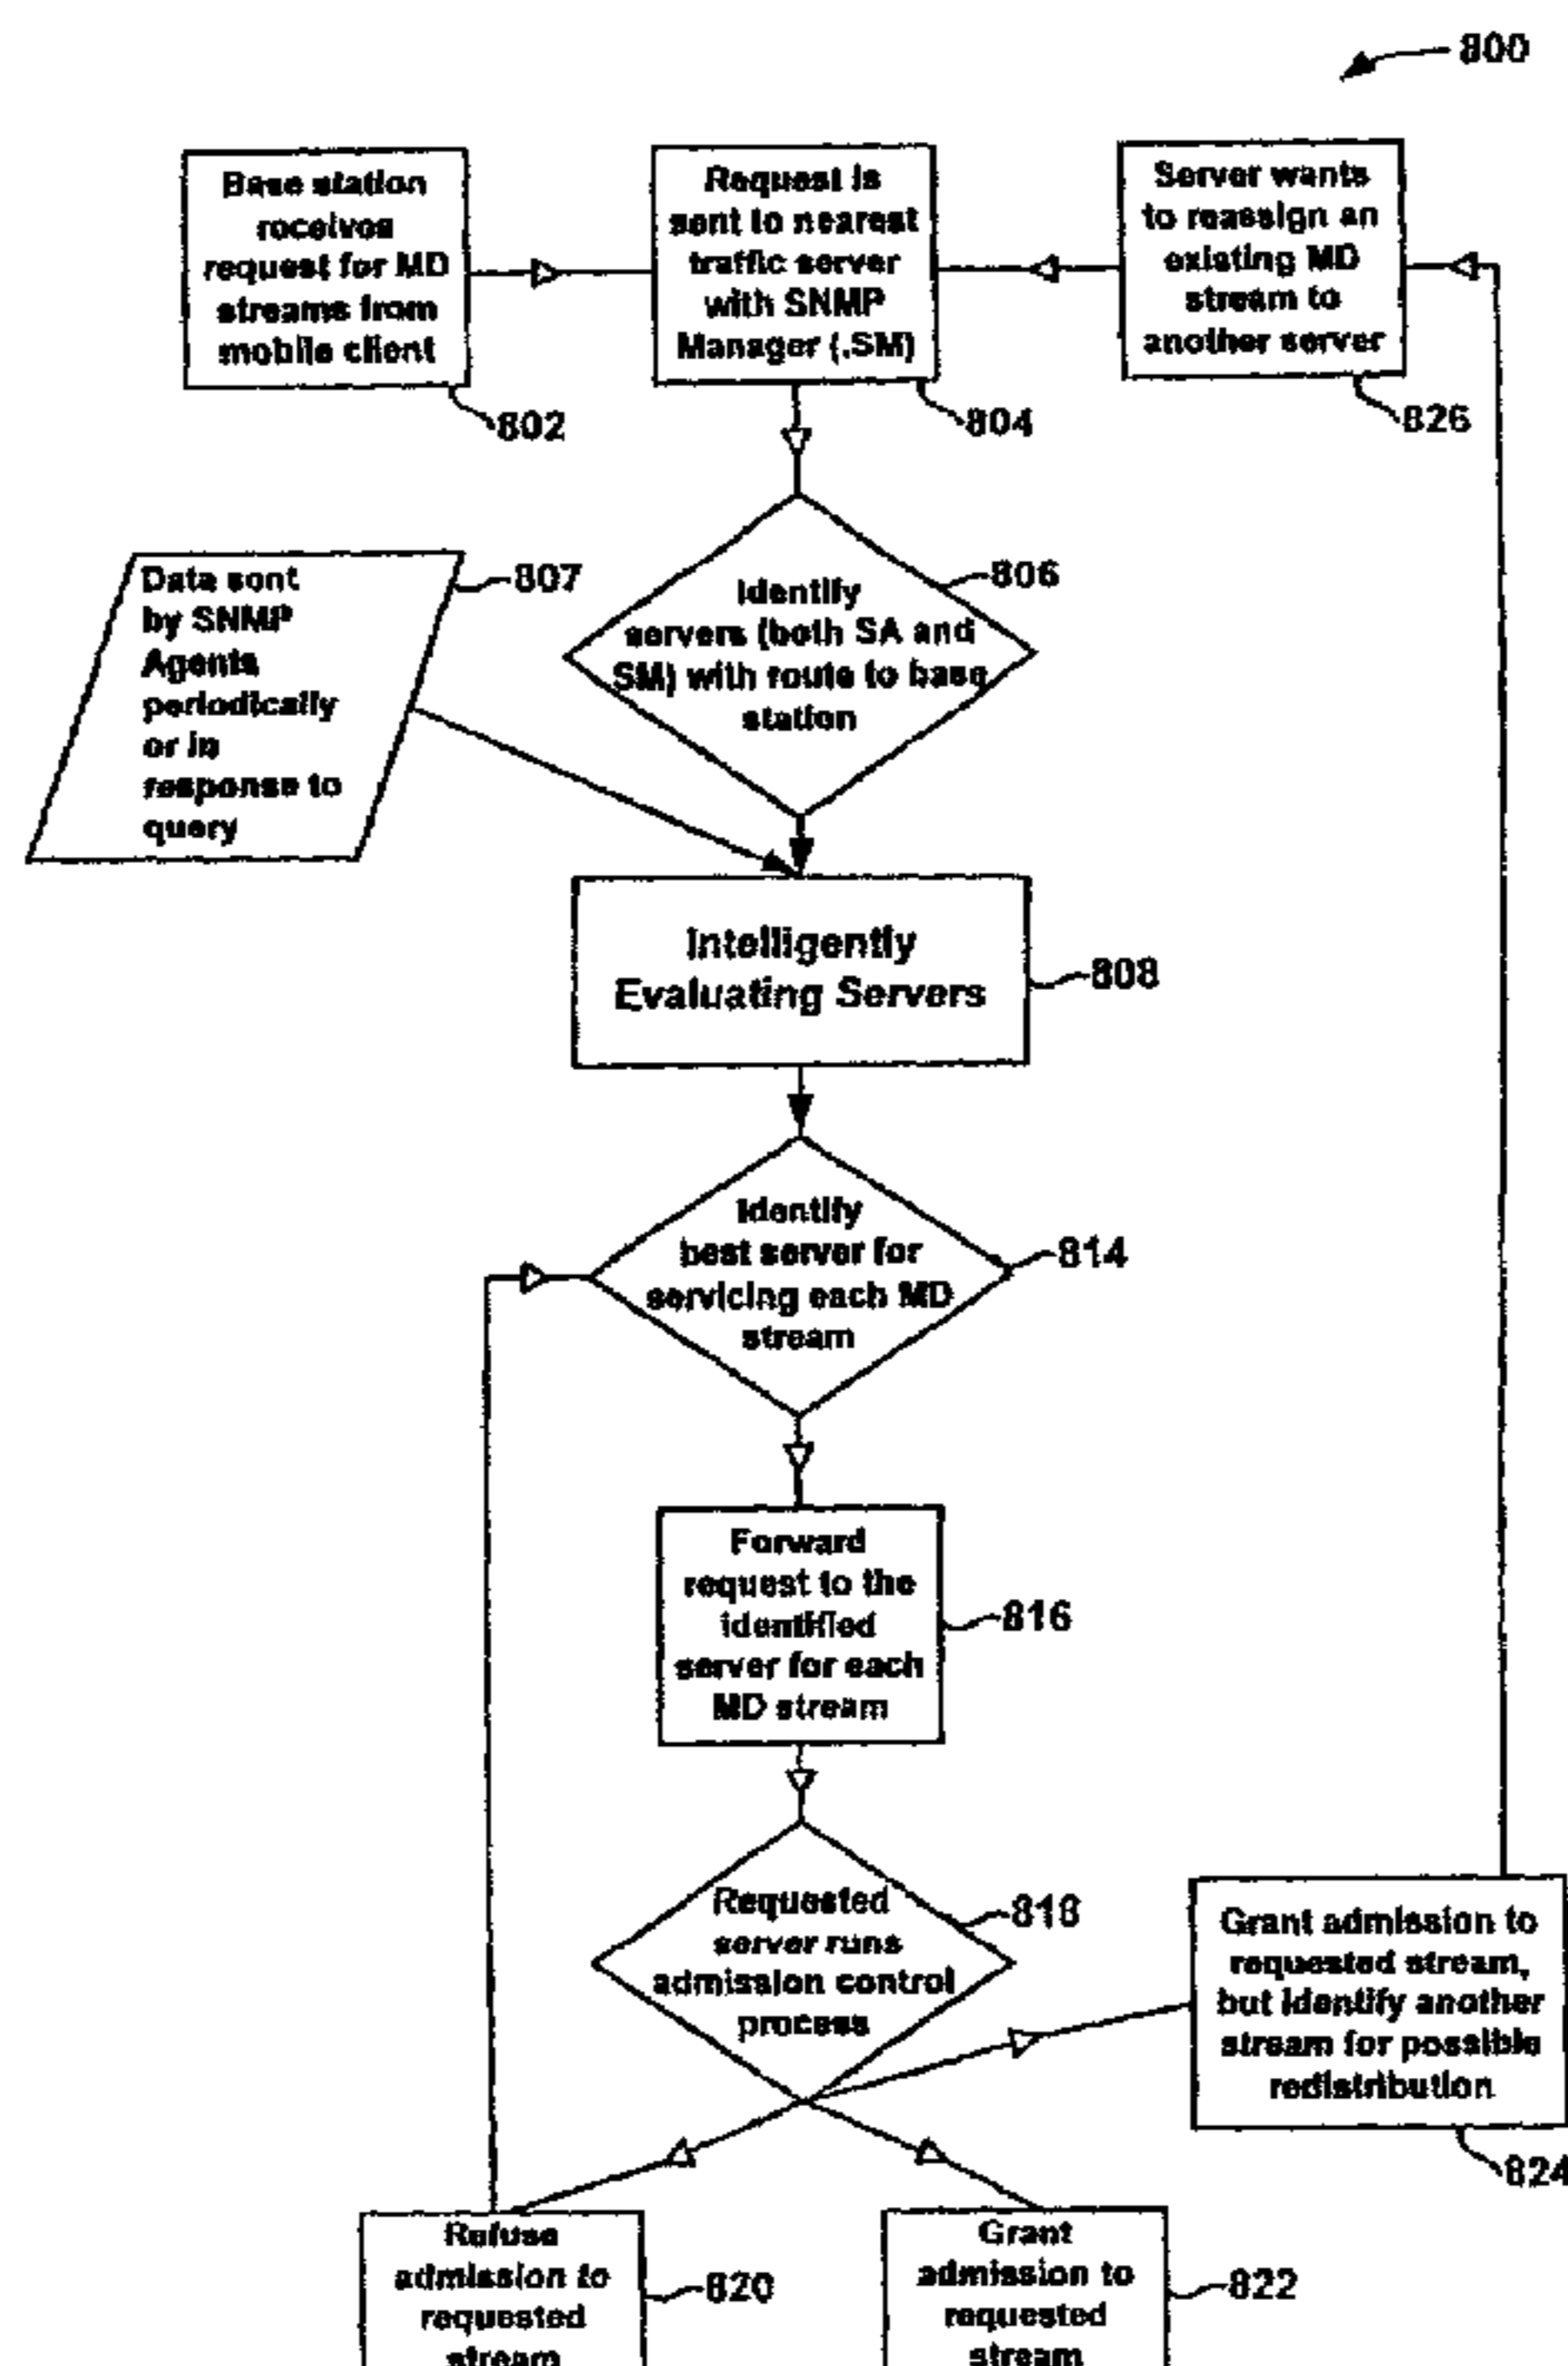 800
Base station
receives
request for MD
streams from
mobile client
802
Request is
sent to nearest
traffic server
with SNMP
Manager (.SM)
804
Server wants
to reassign an
existing MD
stream to
another server
826
Data sent
by SNMP
Agents
periodically
or in
response to
query
807
Identify
servers (both SA and
SM) with route to base
station
806
Intelligently
Evaluating Servers
808
Identify
best server for
servicing each MD
stream
814
Forward
request to the
identified
server for each
MD stream
816
Requested
server runs
admission control
process
818
Grant admission to
requested stream,
but identify another
stream for possible
redistribution
824
Refuse
admission to
requested
stream
820
Grant
admission to
requested
stream
822